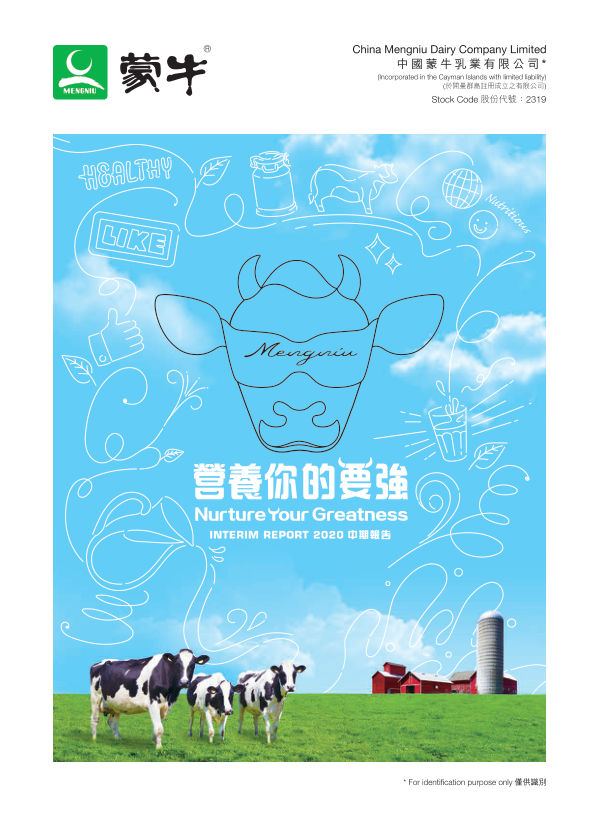 MENGNIU
蒙牛®
China Mengniu Dairy Company Limited
中國蒙牛乳業有限公司*
(Incorporated in the Cayman Islands with limited liability)
(於開曼群島註冊成立之有限公司)
Stock Code 股份代號：2319
HEALTHY
LIKE
Nutritious
Mengniu
營養你的要強
Nurture Your Greatness
INTERIM REPORT 2020 中期報告
* For identification purpose only 僅供識別